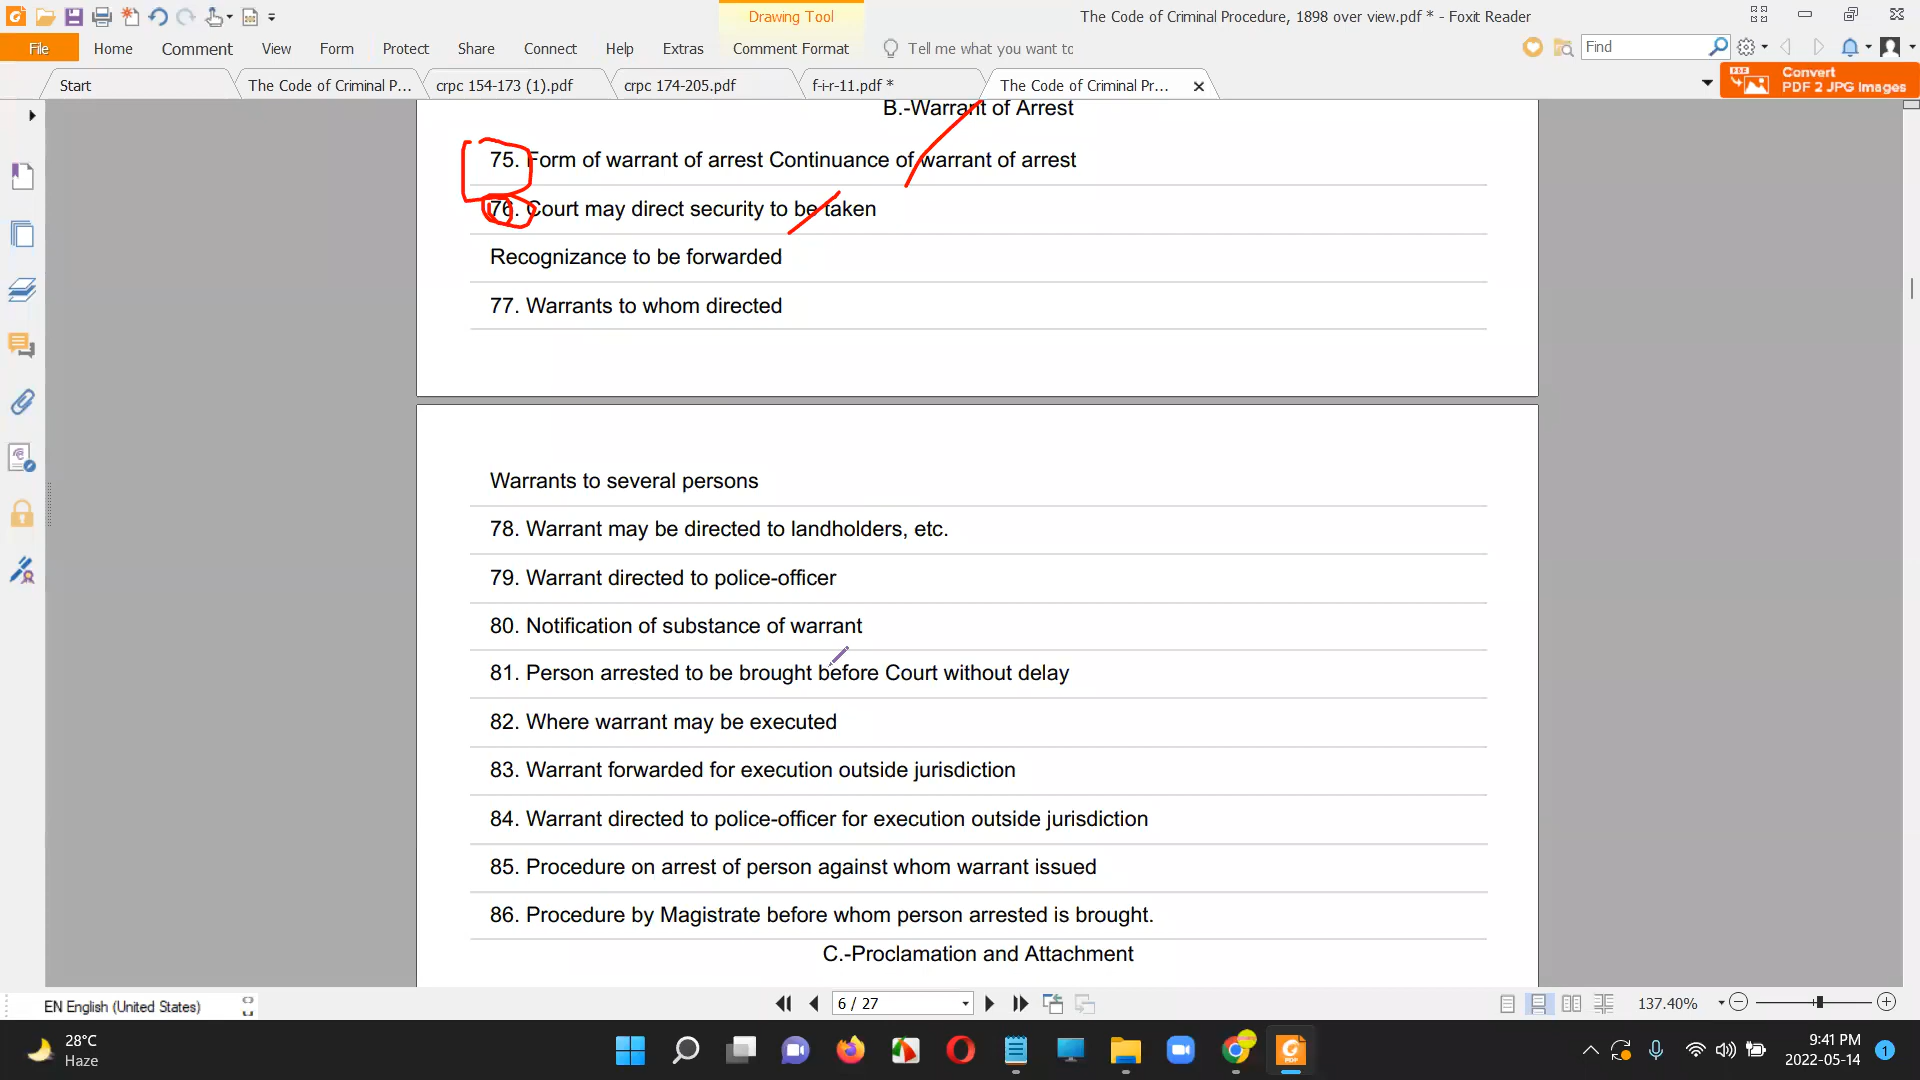 Drawing Tool
The Code of Criminal Procedure, 1898 over view.pdf * - Foxit Reader
File Home Comment View Form Protect Share Connect Help Extras Comment Format Tell me what you want to Find
Start The Code of Criminal P... crpc 154-173 (1).pdf crpc 174-205.pdf f-i-r-11.pdf * The Code of Criminal Pr...
Convert
PDF 2 JPG Images
B.-Warrant of Arrest
75. Form of warrant of arrest Continuance of warrant of arrest
76. Court may direct security to be taken
Recognizance to be forwarded
77. Warrants to whom directed
Warrants to several persons
78. Warrant may be directed to landholders, etc.
79. Warrant directed to police-officer
80. Notification of substance of warrant
81. Person arrested to be brought before Court without delay
82. Where warrant may be executed
83. Warrant forwarded for execution outside jurisdiction
84. Warrant directed to police-officer for execution outside jurisdiction
85. Procedure on arrest of person against whom warrant issued
86. Procedure by Magistrate before whom person arrested is brought.
C.-Proclamation and Attachment
EN English (United States)
6 / 27
137.40%
28°C
Haze
9:41 PM
2022-05-14
1